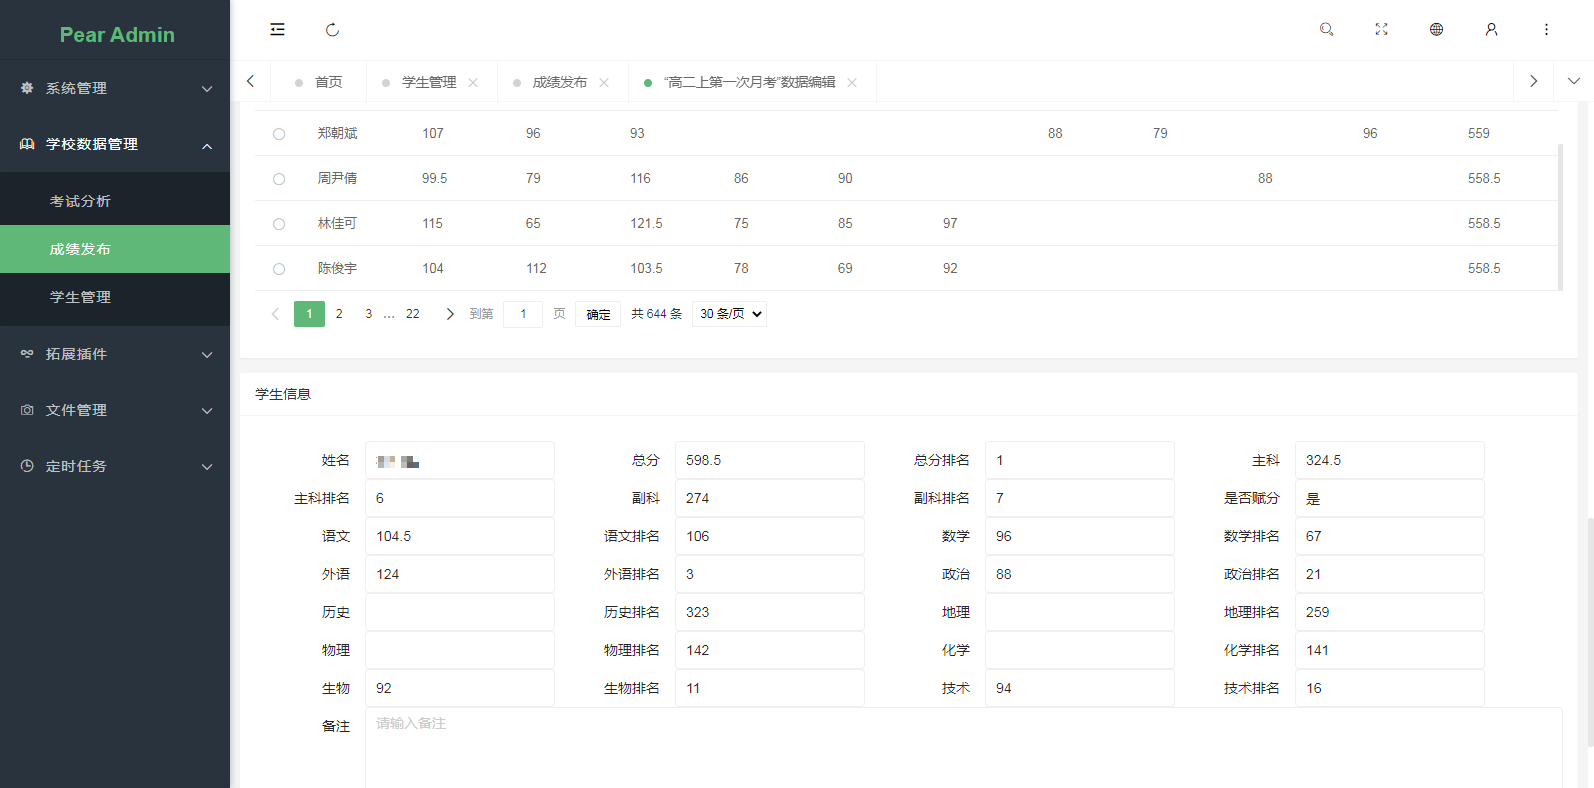 Pear Admin
系统管理
学校数据管理
考试分析
成绩发布
学生管理
拓展插件
文件管理
定时任务
首页 学生管理 成绩发布 “高二上第一次月考”数据编辑
郑朝斌 107 96 93 88 79 96 559
周尹倩 99.5 79 116 86 90 88 558.5
林佳可 115 65 121.5 75 85 97 558.5
陈俊宇 104 112 103.5 78 69 92 558.5
1 2 3 ... 22 到第 1 页 确定 共 644 条 30 条/页
学生信息
姓名 总分 598.5 总分排名 1 主科 324.5
主科排名 6 副科 274 副科排名 7 是否赋分 是
语文 104.5 语文排名 106 数学 96 数学排名 67
外语 124 外语排名 3 政治 88 政治排名 21
历史 历史排名 323 地理 地理排名 259
物理 物理排名 142 化学 化学排名 141
生物 92 生物排名 11 技术 94 技术排名 16
备注 请输入备注